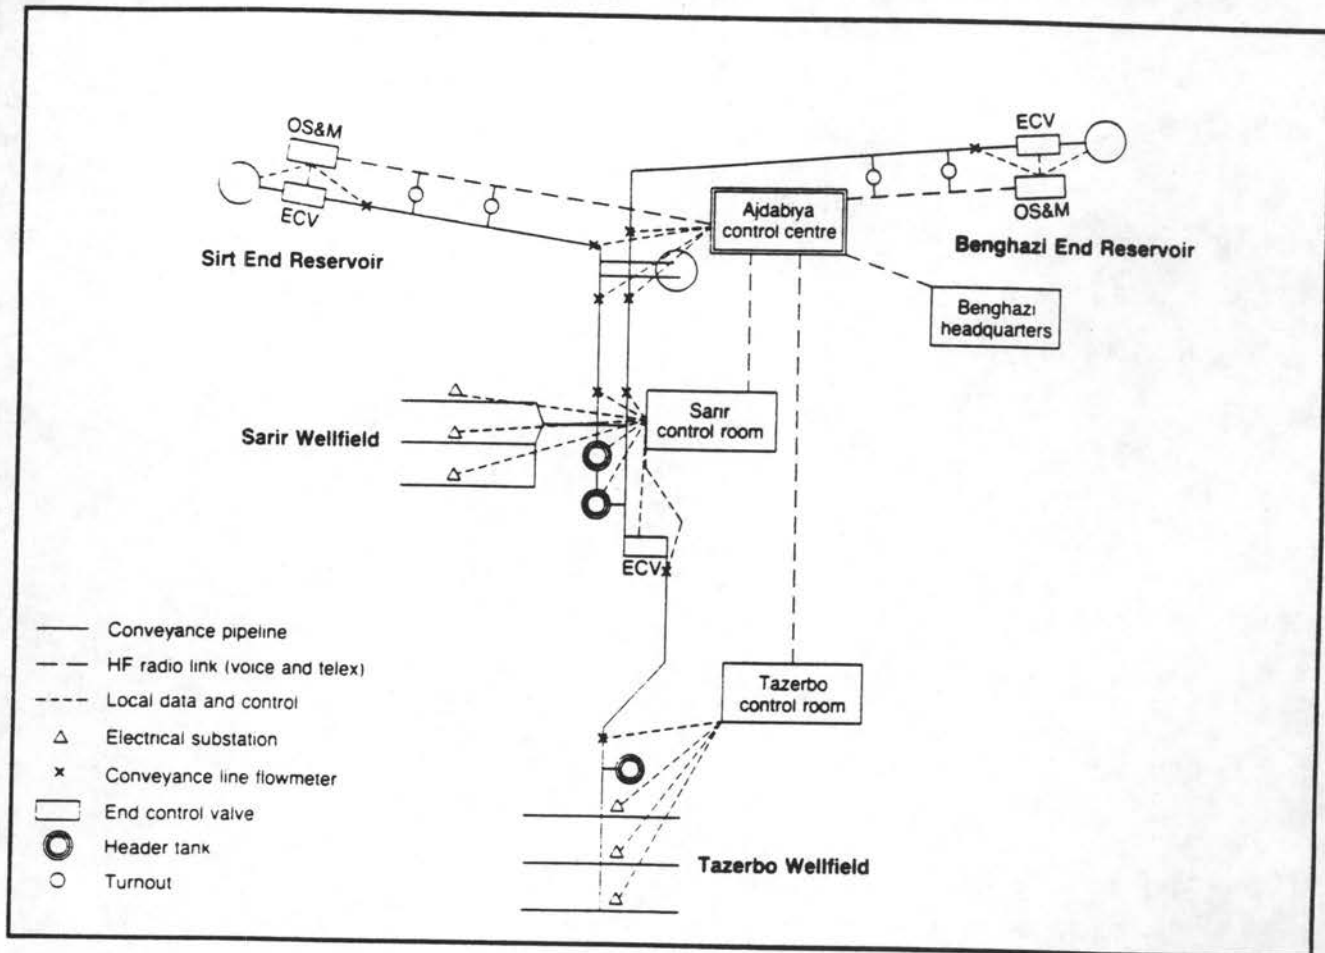 OS&M
ECV
Sirt End Reservoir
ECV
OS&M
Benghazi End Reservoir
Ajdabiya
control centre
Benghazi
headquarters
Sarir Wellfield
Sarir
control room
ECV
Tazerbo
control room
Tazerbo Wellfield
Conveyance pipeline
HF radio link (voice and telex)
Local data and control
Electrical substation
Conveyance line flowmeter
End control valve
Header tank
Turnout